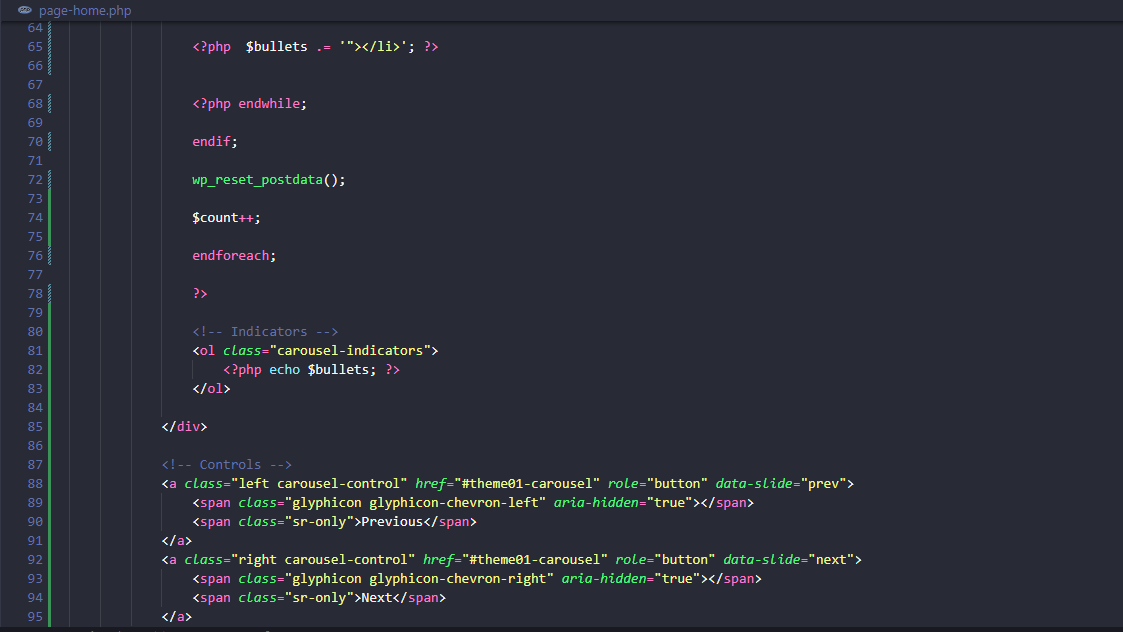 page-home.php
64
65 <?php  $bullets .= '"></li>'; ?>
66
67
68 <?php endwhile;
69
70 endif;
71
72 wp_reset_postdata();
73
74 $count++;
75
76 endforeach;
77
78 ?>
79
80 <!-- Indicators -->
81 <ol class="carousel-indicators">
82 <?php echo $bullets; ?>
83 </ol>
84
85 </div>
86
87 <!-- Controls -->
88 <a class="left carousel-control" href="#theme01-carousel" role="button" data-slide="prev">
89 <span class="glyphicon glyphicon-chevron-left" aria-hidden="true"></span>
90 <span class="sr-only">Previous</span>
91 </a>
92 <a class="right carousel-control" href="#theme01-carousel" role="button" data-slide="next">
93 <span class="glyphicon glyphicon-chevron-right" aria-hidden="true"></span>
94 <span class="sr-only">Next</span>
95 </a>